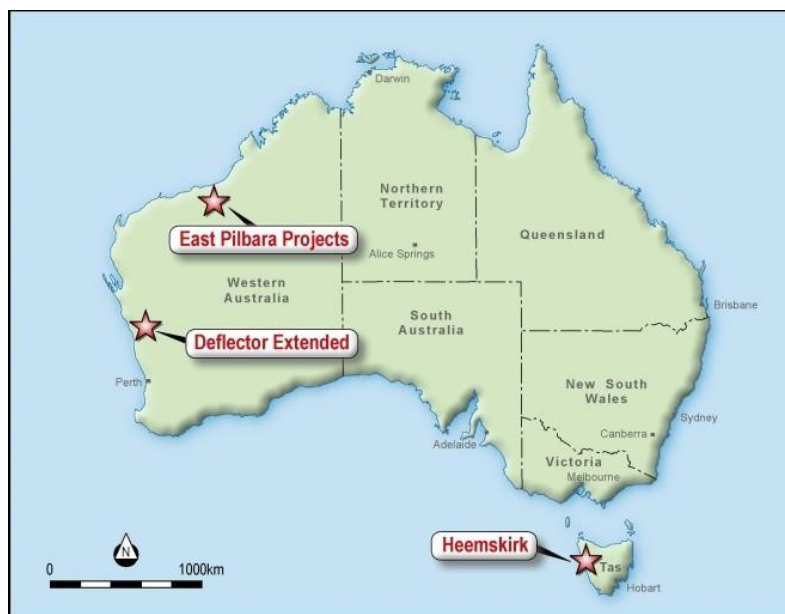 Darwin
Northern
Territory
East Pilbara Projects
Queensland
Alice Springs
Western
Australia
South
Australia
Brisbane
Deflector Extended
Perth
New South
Wales
Sydney
Canberra
Adelaide
Victoria
Melbourne
Heemskirk
N
Tas
0
1000km
Hobart